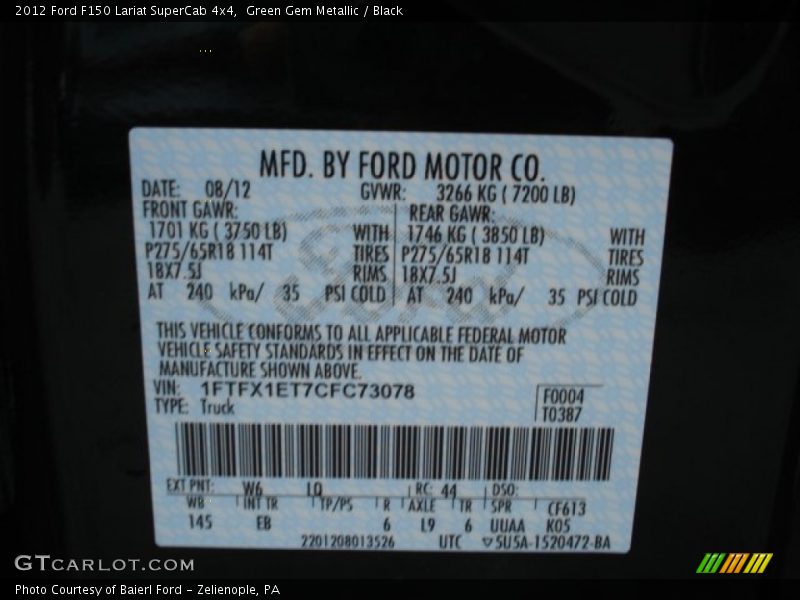 2012 Ford F150 Lariat SuperCab 4x4,  Green Gem Metallic / Black
MFD. BY FORD MOTOR CO.
DATE: 08/12 GVWR: 3266 KG ( 7200 LB)
FRONT GAWR: REAR GAWR:
1701 KG ( 3750 LB) WITH 1746 KG ( 3850 LB) WITH
P275/65R18 114T TIRES P275/65R18 114T TIRES
18X7.5J RIMS 18X7.5J RIMS
AT 240 kPa/ 35 PSI COLD AT 240 kPa/ 35 PSI COLD
THIS VEHICLE CONFORMS TO ALL APPLICABLE FEDERAL MOTOR
VEHICLE SAFETY STANDARDS IN EFFECT ON THE DATE OF
MANUFACTURE SHOWN ABOVE.
VIN: 1FTFX1ET7CFC73078
TYPE: Truck
F0004
T0387
EXT PNT: W6 LQ RC: 44 DSO:
WB INT TR TP/PS R AXLE TR SPR CF613
145 EB 6 L9 6 UUAA K05
2201208013526 UTC ▽5U5A-1520472-BA
GTCARLOT.COM
Photo Courtesy of Baierl Ford - Zelienople, PA